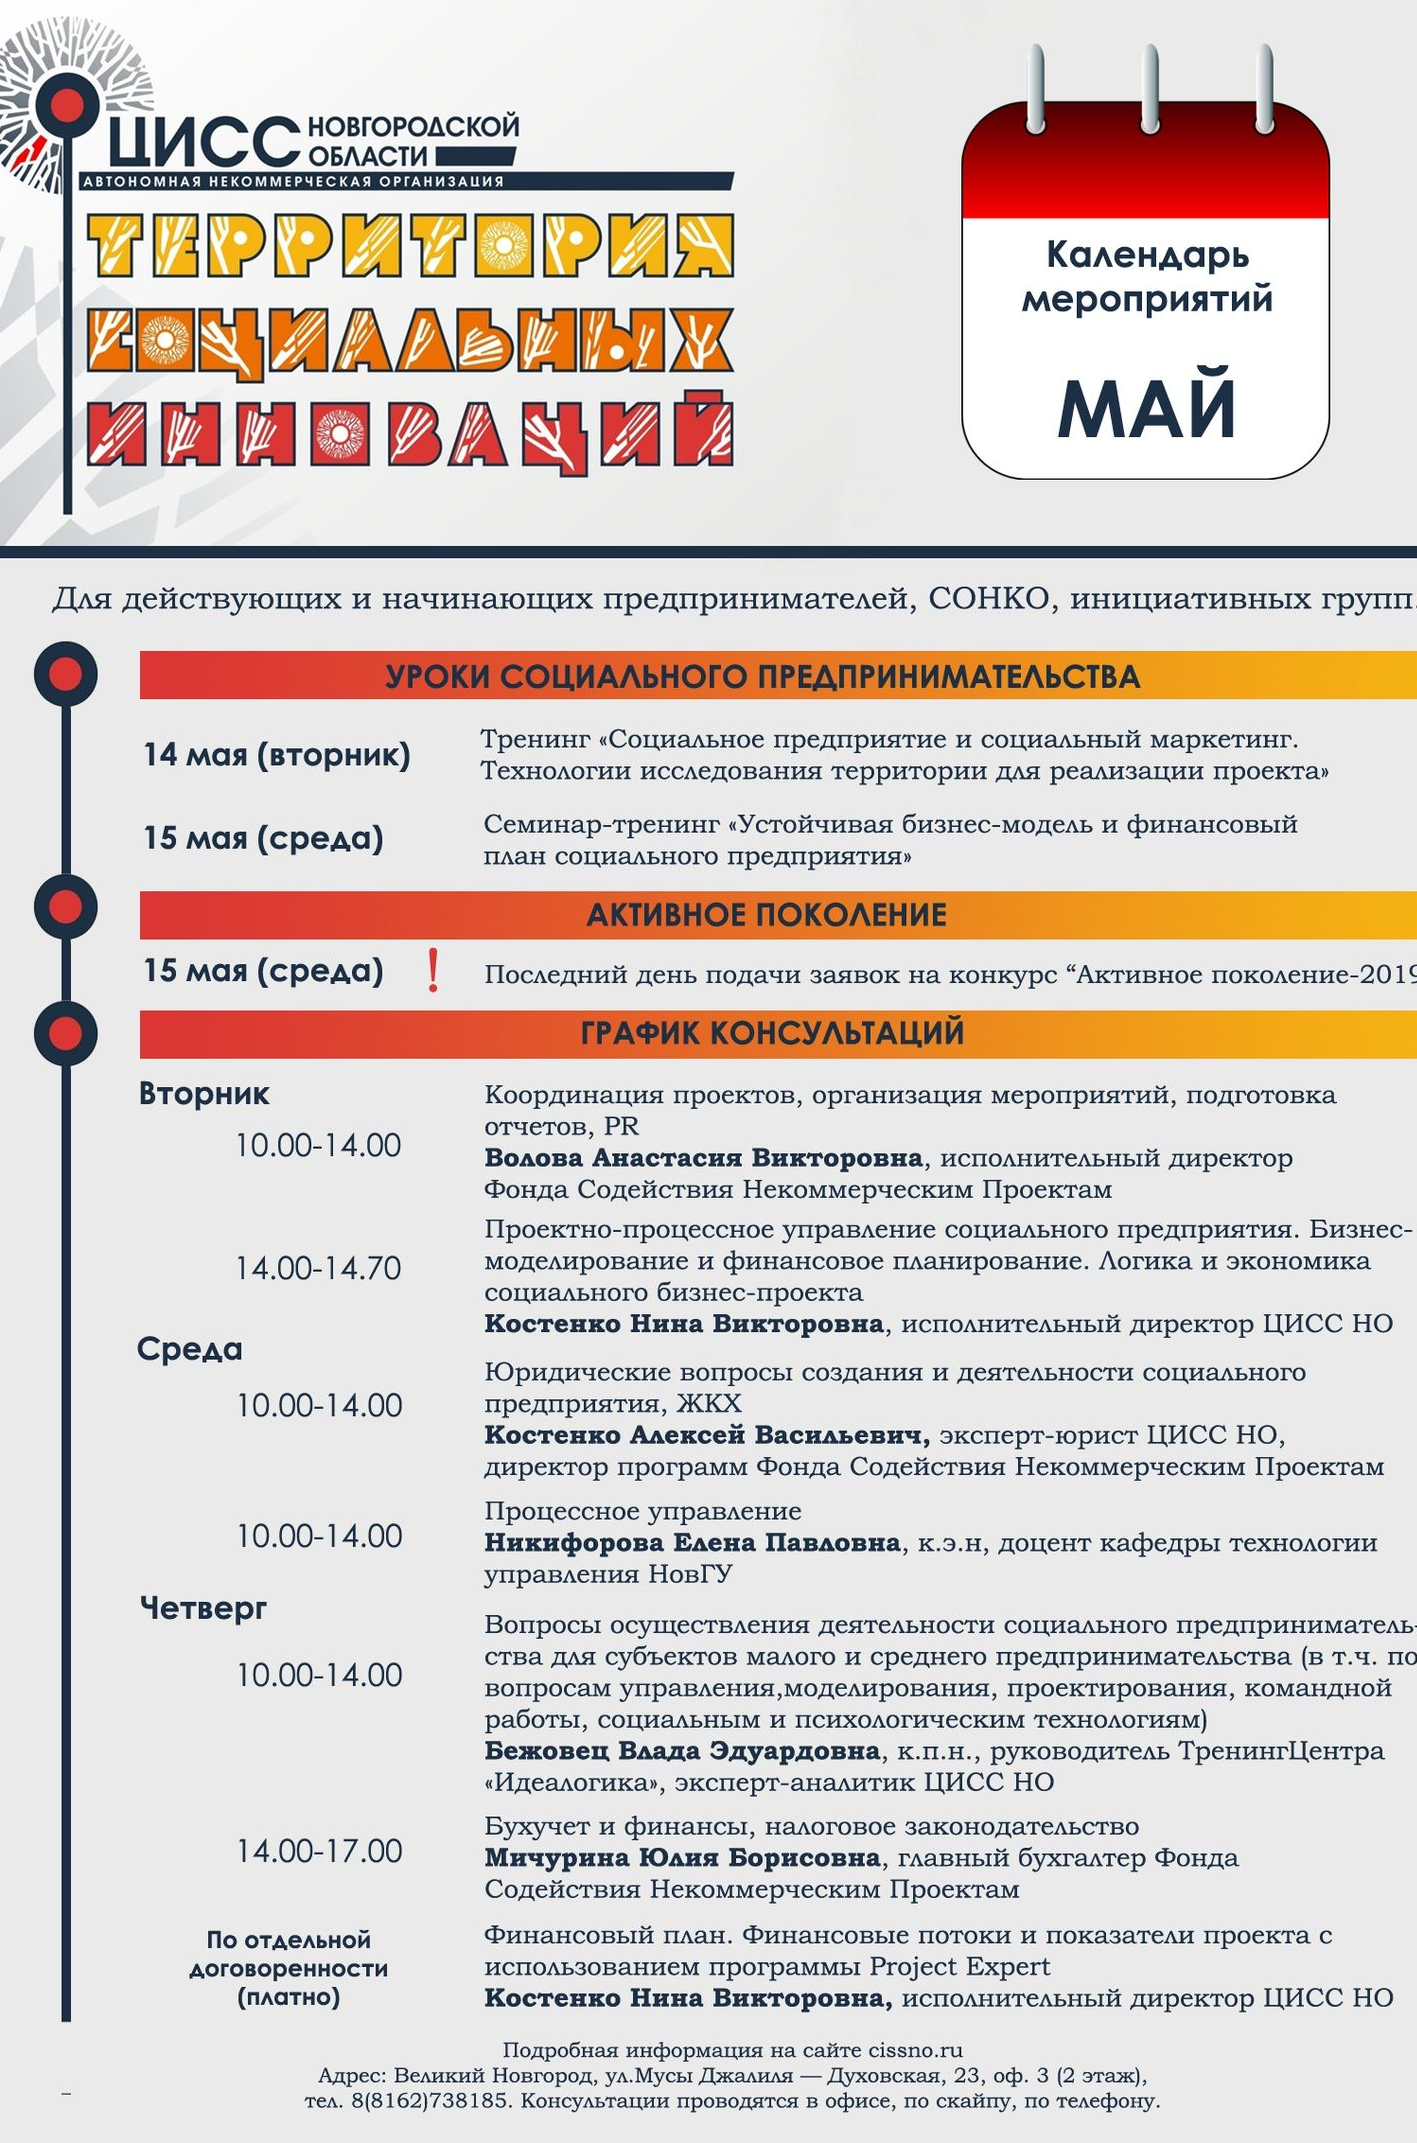 ЦИСС НОВГОРОДСКОЙ
ОБЛАСТИ
АВТОНОМНАЯ НЕКОММЕРЧЕСКАЯ ОРГАНИЗАЦИЯ
ТЕРРИТОРИЯ
СОЦИАЛЬНЫХ
ИННОВАЦИЙ
Календарь
мероприятий
МАЙ
Для действующих и начинающих предпринимателей, СОНКО, инициативных групп.
УРОКИ СОЦИАЛЬНОГО ПРЕДПРИНИМАТЕЛЬСТВА
14 мая (вторник)
Тренинг «Социальное предприятие и социальный маркетинг.
Технологии исследования территории для реализации проекта»
15 мая (среда)
Семинар-тренинг «Устойчивая бизнес-модель и финансовый
план социального предприятия»
АКТИВНОЕ ПОКОЛЕНИЕ
15 мая (среда) !
Последний день подачи заявок на конкурс “Активное поколение-2019
ГРАФИК КОНСУЛЬТАЦИЙ
Вторник
10.00-14.00
Координация проектов, организация мероприятий, подготовка
отчетов, PR
Волова Анастасия Викторовна, исполнительный директор
Фонда Содействия Некоммерческим Проектам
14.00-14.70
Проектно-процессное управление социального предприятия. Бизнес-
моделирование и финансовое планирование. Логика и экономика
социального бизнес-проекта
Костенко Нина Викторовна, исполнительный директор ЦИСС НО
Среда
10.00-14.00
Юридические вопросы создания и деятельности социального
предприятия, ЖКХ
Костенко Алексей Васильевич, эксперт-юрист ЦИСС НО,
директор программ Фонда Содействия Некоммерческим Проектам
10.00-14.00
Процессное управление
Никифорова Елена Павловна, к.э.н, доцент кафедры технологии
управления НовГУ
Четверг
10.00-14.00
Вопросы осуществления деятельности социального предприниматель-
ства для субъектов малого и среднего предпринимательства (в т.ч. по
вопросам управления,моделирования, проектирования, командной
работы, социальным и психологическим технологиям)
Бежовец Влада Эдуардовна, к.п.н., руководитель ТренингЦентра
«Идеалогика», эксперт-аналитик ЦИСС НО
14.00-17.00
Бухучет и финансы, налоговое законодательство
Мичурина Юлия Борисовна, главный бухгалтер Фонда
Содействия Некоммерческим Проектам
По отдельной
договоренности
(платно)
Финансовый план. Финансовые потоки и показатели проекта с
использованием программы Project Expert
Костенко Нина Викторовна, исполнительный директор ЦИСС НО
Подробная информация на сайте cissno.ru
Адрес: Великий Новгород, ул.Мусы Джалиля — Духовская, 23, оф. 3 (2 этаж),
тел. 8(8162)738185. Консультации проводятся в офисе, по скайпу, по телефону.